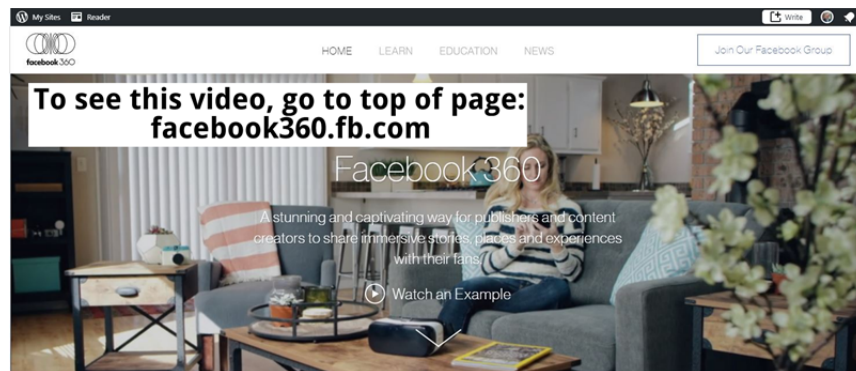 My Sites Reader Write
facebook 360
HOME LEARN EDUCATION NEWS
Join Our Facebook Group
To see this video, go to top of page:
facebook360.fb.com
Facebook 360
A stunning and captivating way for publishers and content
creators to share immersive stories, places and experiences
with their fans.
Watch an Example